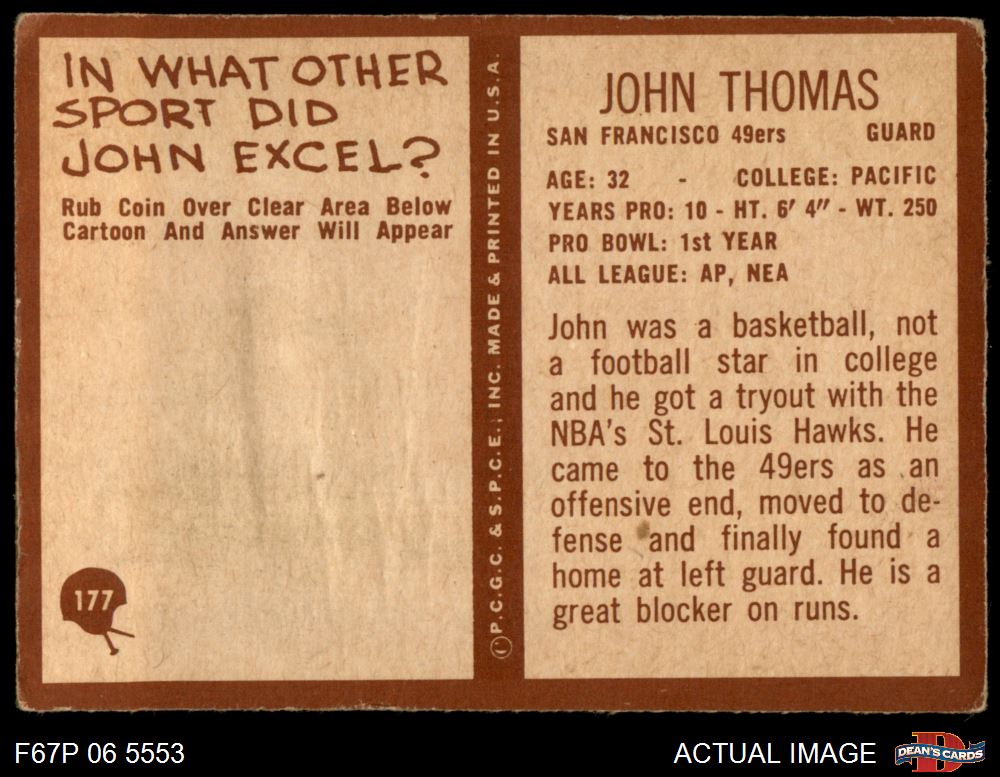 IN WHAT OTHER
SPORT DID
JOHN EXCEL?
Rub Coin Over Clear Area Below
Cartoon And Answer Will Appear
177
© P.C.G.C. & S.P.C.E., INC. MADE & PRINTED IN U.S.A.
JOHN THOMAS
SAN FRANCISCO 49ers GUARD
AGE: 32 - COLLEGE: PACIFIC
YEARS PRO: 10 - HT. 6' 4" - WT. 250
PRO BOWL: 1st YEAR
ALL LEAGUE: AP, NEA
John was a basketball, not
a football star in college
and he got a tryout with the
NBA's St. Louis Hawks. He
came to the 49ers as an
offensive end, moved to de-
fense and finally found a
home at left guard. He is a
great blocker on runs.
F67P 06 5553
ACTUAL IMAGE
DEAN'S CARDS